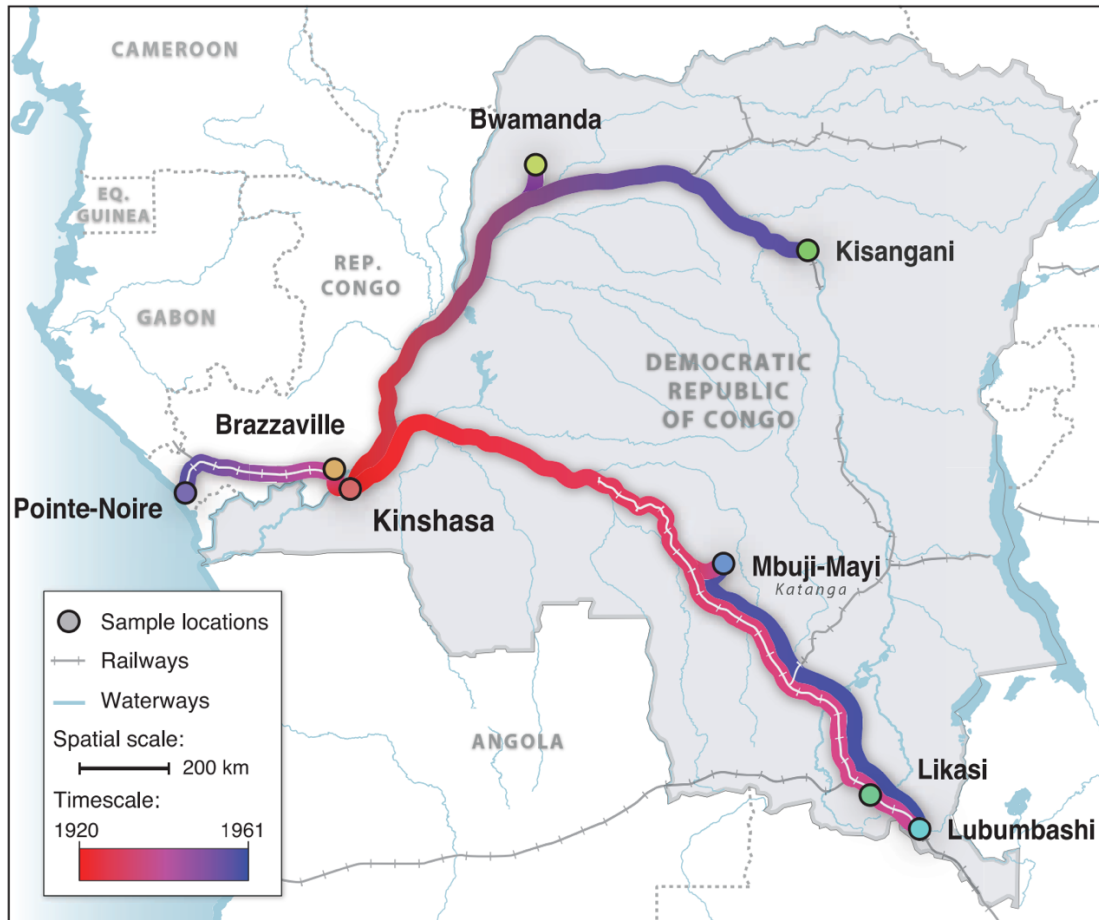 CAMEROON
Bwamanda
EQ.
GUINEA
Kisangani
REP.
CONGO
GABON
DEMOCRATIC
REPUBLIC
OF CONGO
Brazzaville
Pointe-Noire
Kinshasa
Mbuji-Mayi
Katanga
Sample locations
Railways
Waterways
Spatial scale:
200 km
Timescale:
1920 1961
ANGOLA
Likasi
Lubumbashi